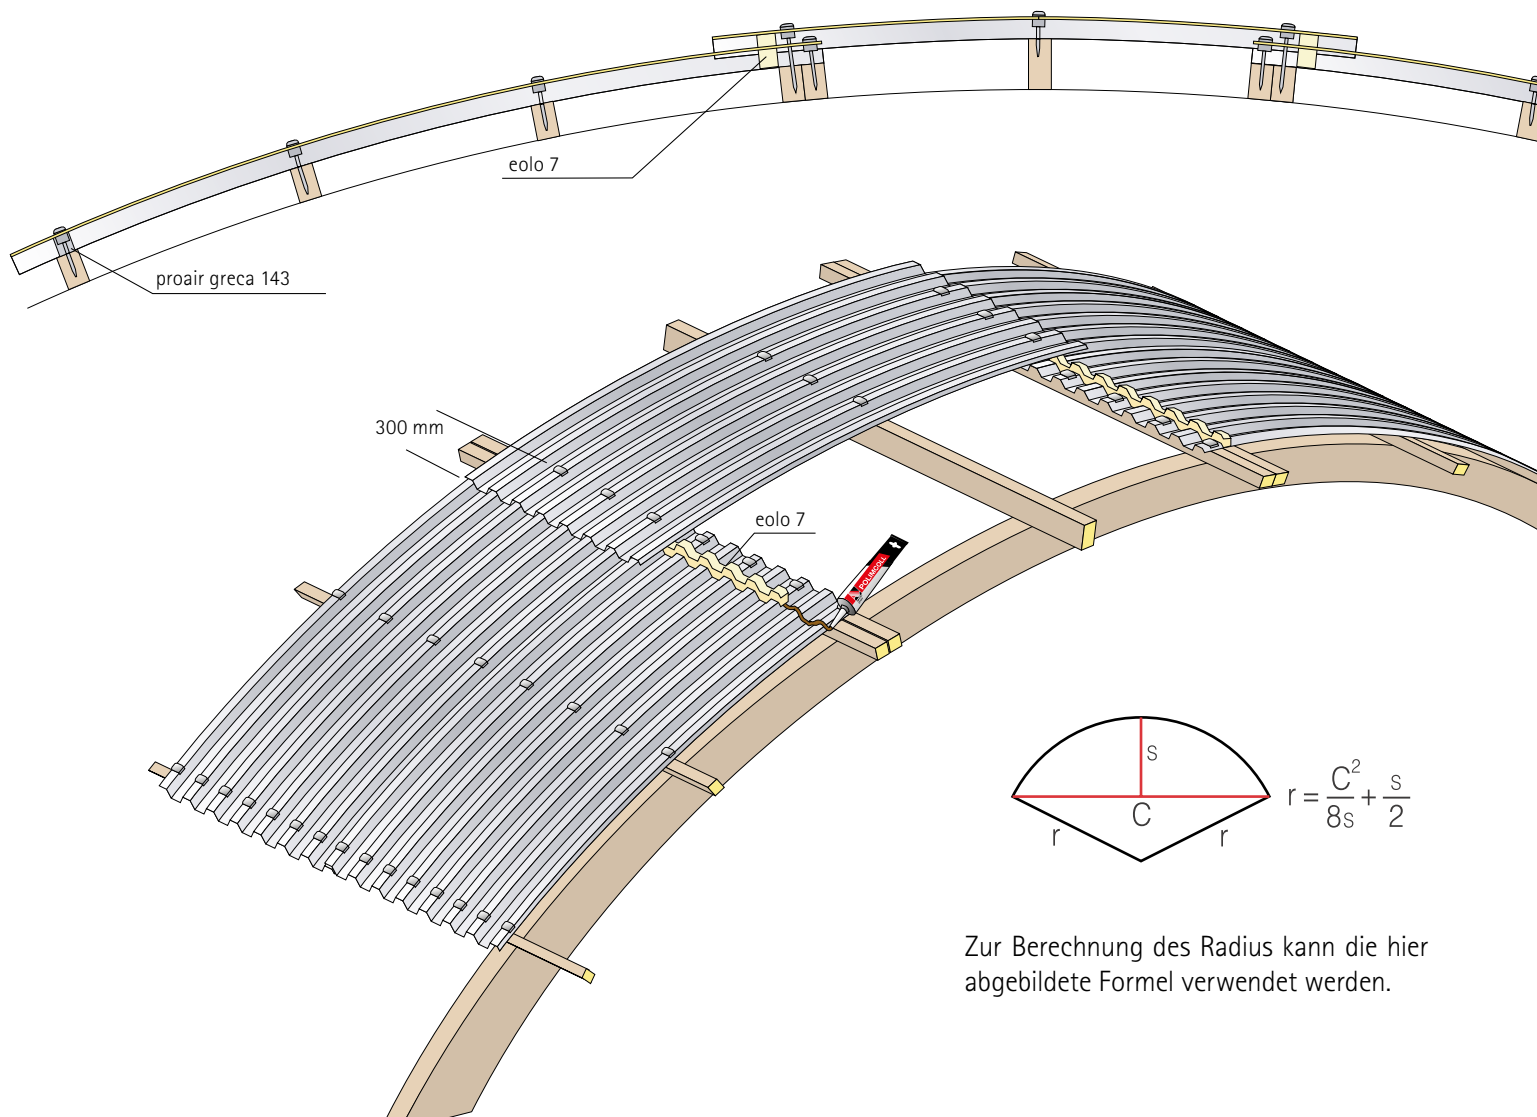 eolo 7
proair greca 143
300 mm
eolo 7
POLIMCOLL
s
C
r
r
r = C²/8s + s/2
Zur Berechnung des Radius kann die hier
abgebildete Formel verwendet werden.